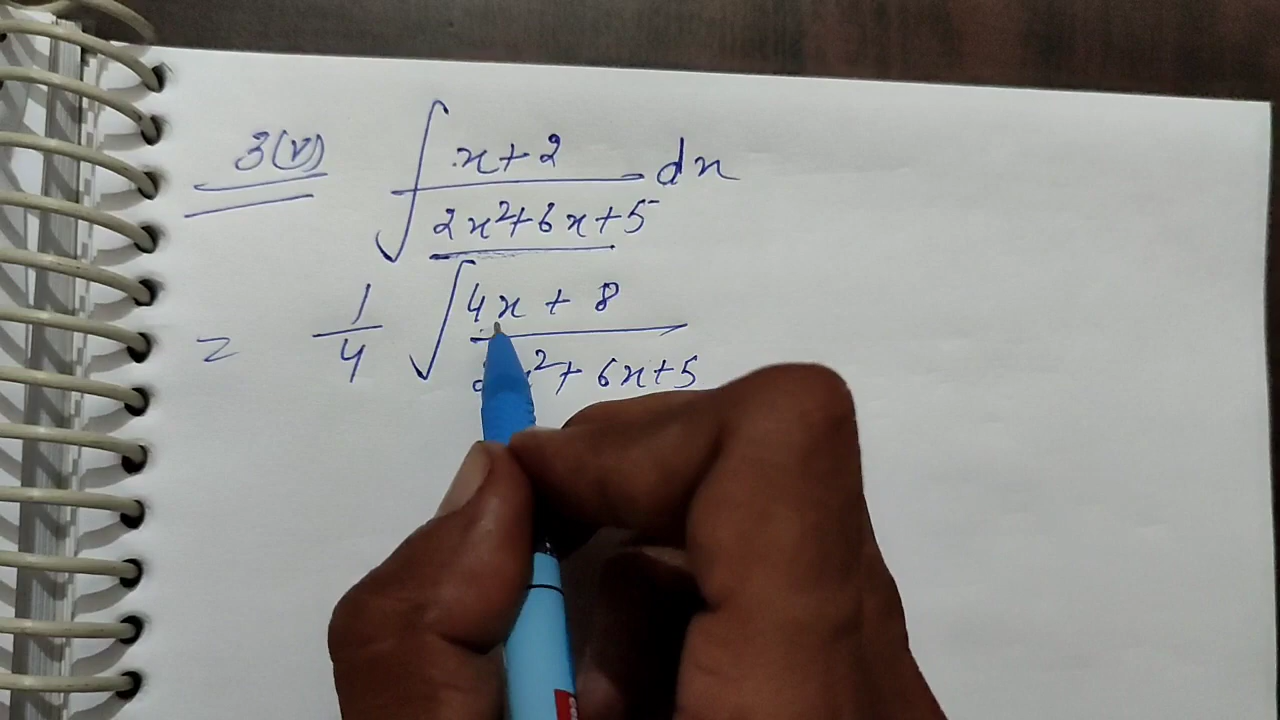 3(v) ∫ x+2 / 2x²+6x+5 dx
= 1/4 ∫ 4x + 8 / 2x²+ 6x+5